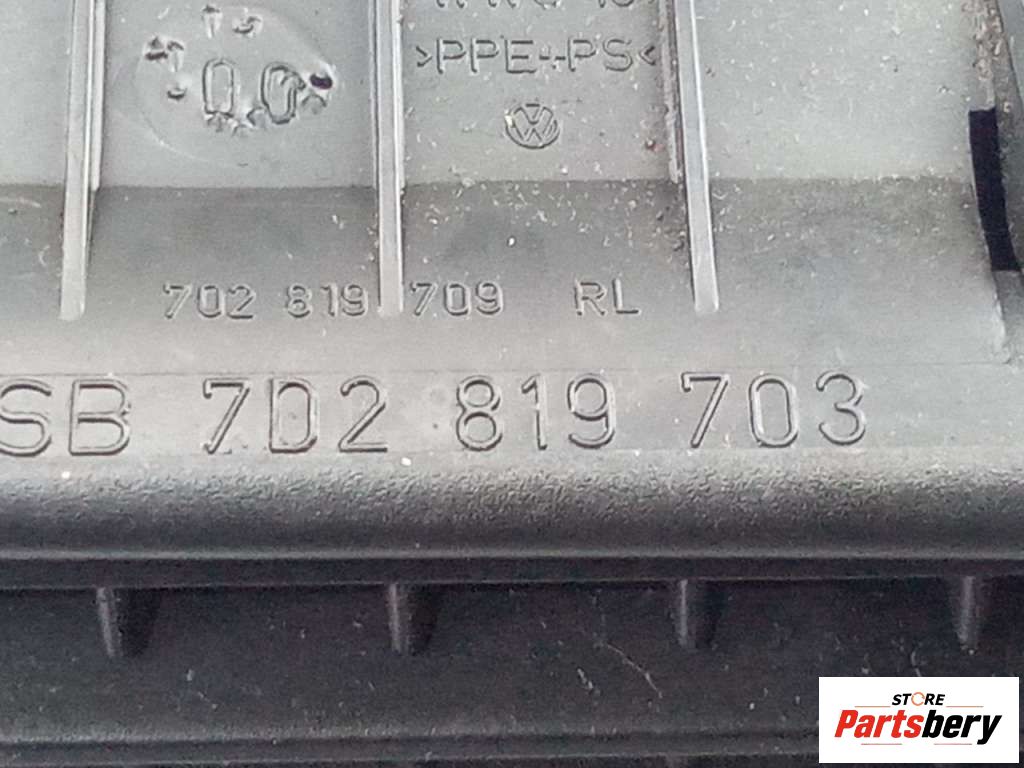 >PPE+PS<
702 819 709 RL
SB 7D2 819 703
STORE
Partsbery